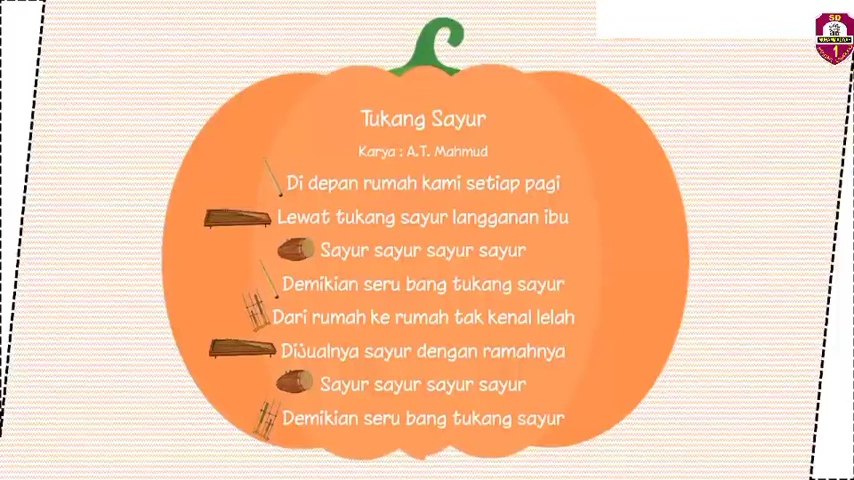 Tukang Sayur
Karya : A.T. Mahmud
Di depan rumah kami setiap pagi
Lewat tukang sayur langganan ibu
Sayur sayur sayur sayur
Demikian seru bang tukang sayur
Dari rumah ke rumah tak kenal lelah
Dijualnya sayur dengan ramahnya
Sayur sayur sayur sayur
Demikian seru bang tukang sayur
SD
1